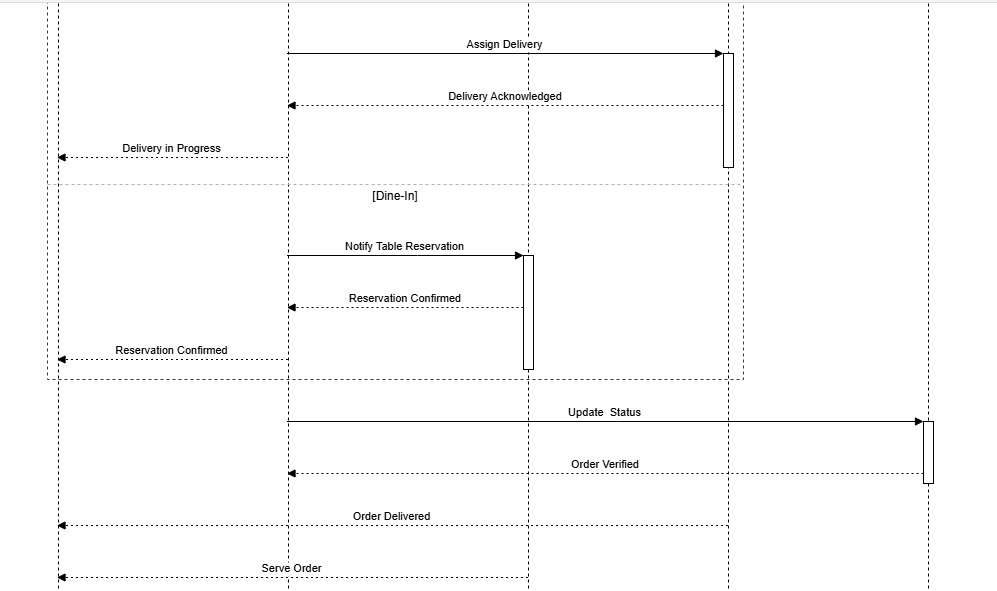 Assign Delivery
Delivery Acknowledged
Delivery in Progress
[Dine-In]
Notify Table Reservation
Reservation Confirmed
Reservation Confirmed
Update  Status
Order Verified
Order Delivered
Serve Order